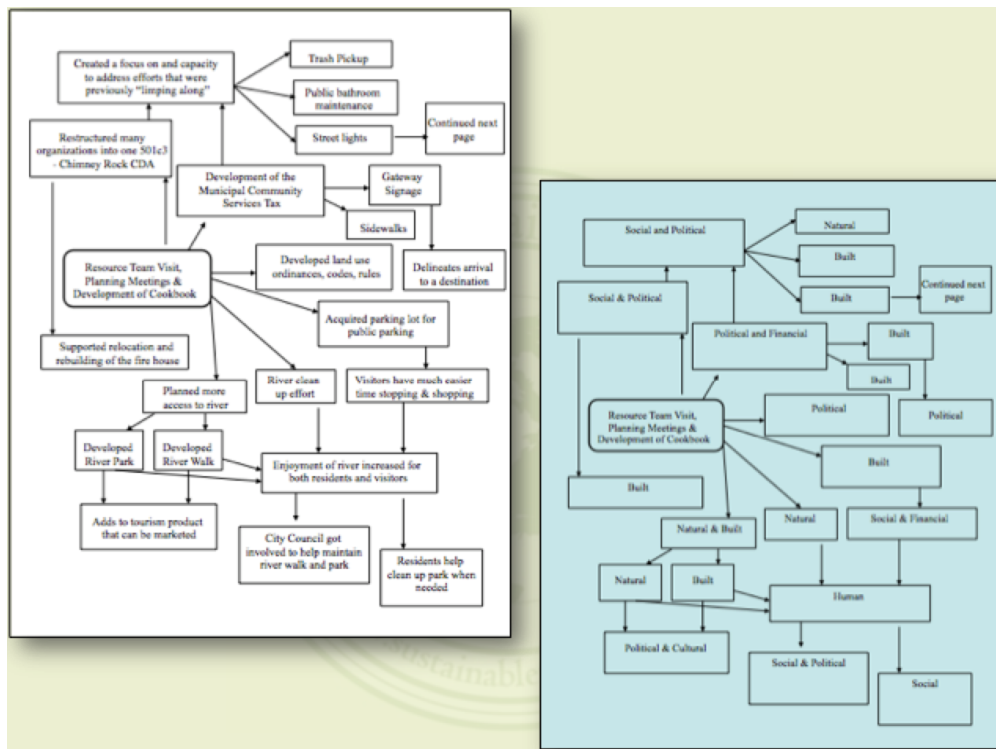 Created a focus on and capacity
to address efforts that were
previously “limping along”
Trash Pickup
Public bathroom
maintenance
Street lights
Continued next
page
Restructured many
organizations into one 501c3
- Chimney Rock CDA
Development of the
Municipal Community
Services Tax
Gateway
Signage
Sidewalks
Resource Team Visit,
Planning Meetings &
Development of Cookbook
Developed land use
ordinances, codes, rules
Delineates arrival
to a destination
Acquired parking lot for
public parking
Supported relocation and
rebuilding of the fire house
Planned more
access to river
River clean
up effort
Visitors have much easier
time stopping & shopping
Developed
River Park
Developed
River Walk
Enjoyment of river increased for
both residents and visitors
Adds to tourism product
that can be marketed
City Council got
involved to help maintain
river walk and park
Residents help
clean up park when
needed
Social and Political
Natural
Built
Built
Continued next
page
Social & Political
Political and Financial
Built
Built
Resource Team Visit,
Planning Meetings &
Development of Cookbook
Political
Political
Built
Built
Natural & Built
Natural
Social & Financial
Natural
Built
Human
Political & Cultural
Social & Political
Social
sustainable